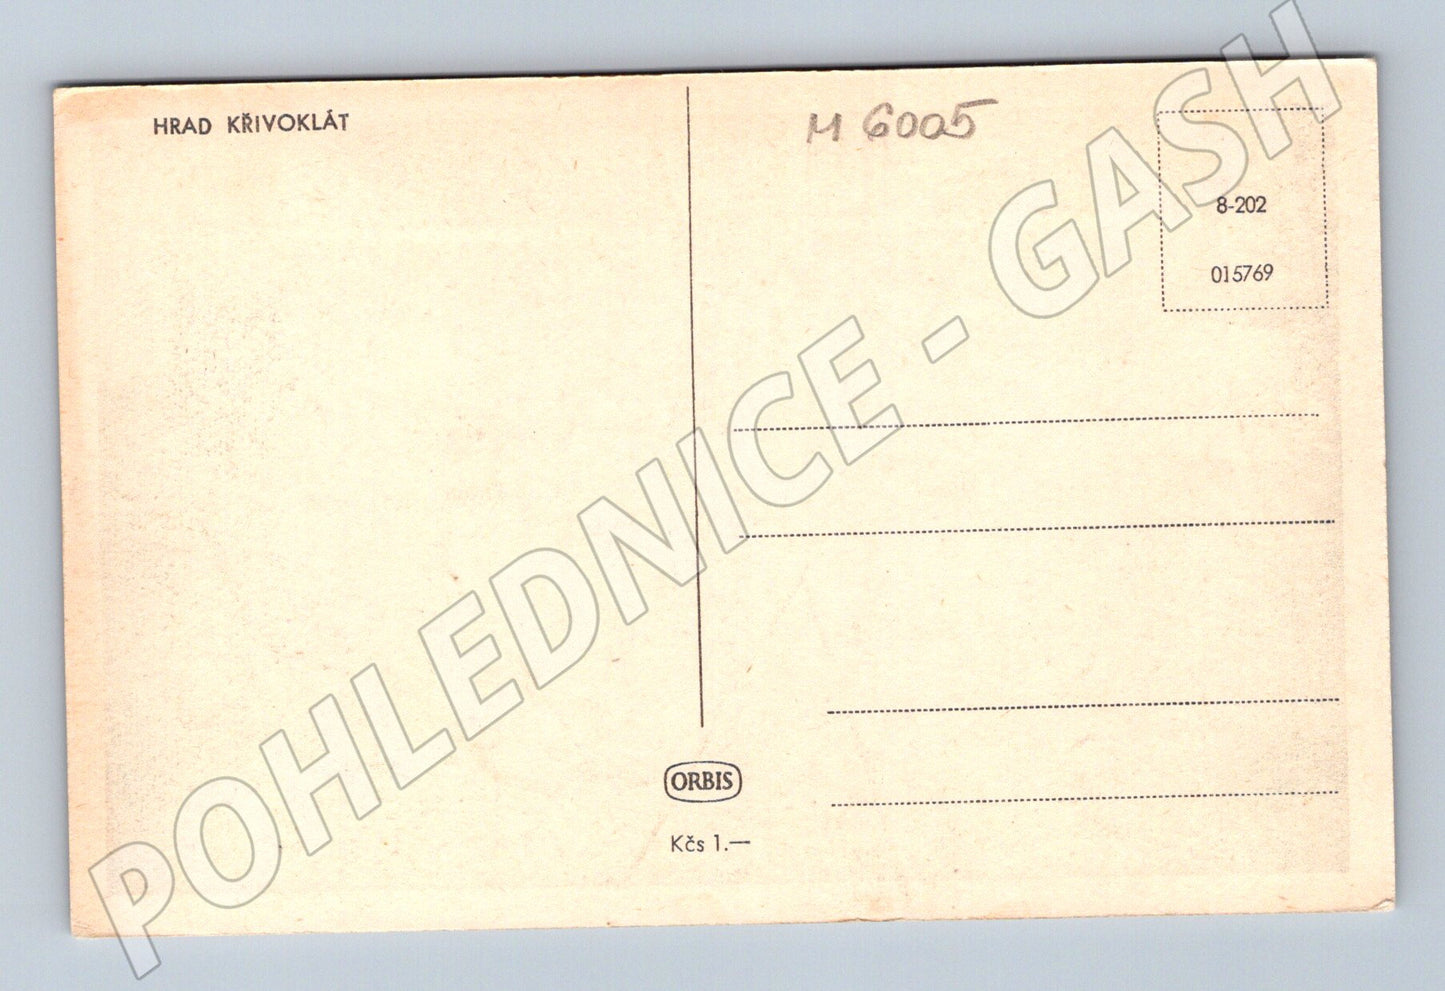 HRAD KŘIVOKLÁT
M 6005
8-202
015769
ORBIS
Kčs 1.—
POHLEDNICE - GASH